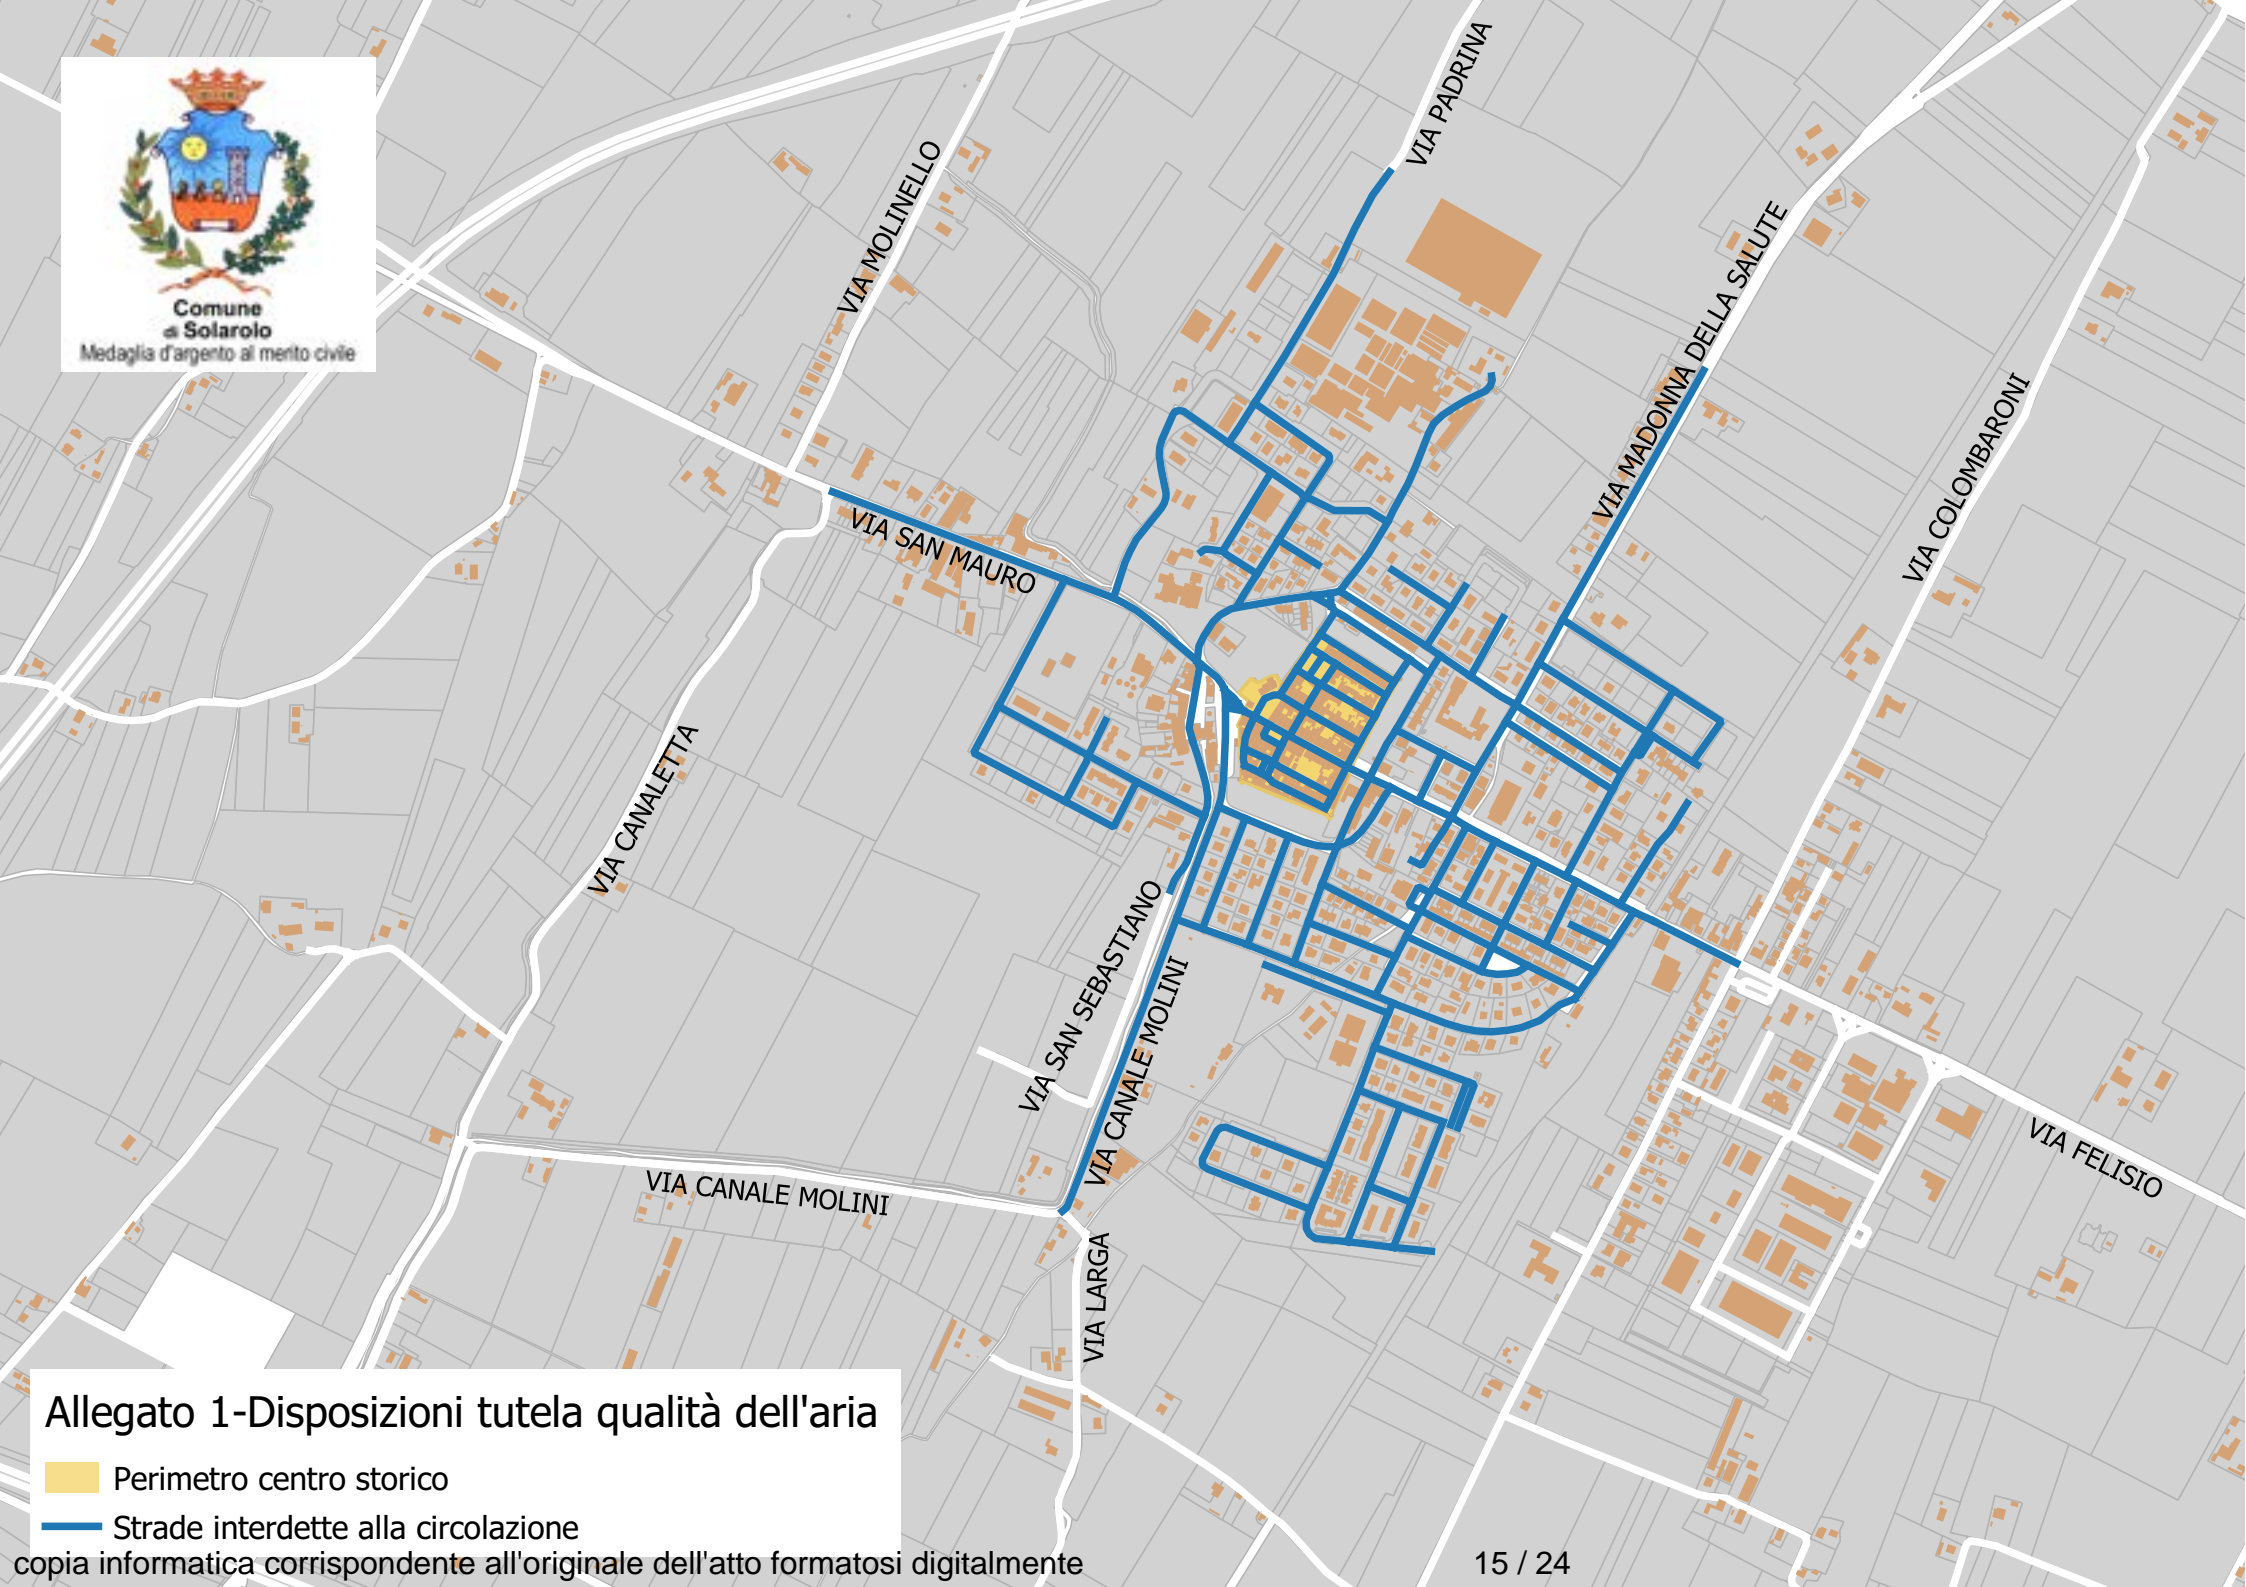 Comune
di Solarolo
Medaglia d'argento al merito civile
VIA PADRINA
VIA MOLINELLO
VIA MADONNA DELLA SALUTE
VIA COLOMBARONI
VIA SAN MAURO
VIA CANALETTA
VIA SAN SEBASTIANO
VIA CANALE MOLINI
VIA CANALE MOLINI
VIA FELISIO
VIA LARGA
Allegato 1-Disposizioni tutela qualità dell'aria
Perimetro centro storico
Strade interdette alla circolazione
copia informatica corrispondente all'originale dell'atto formatosi digitalmente
15 / 24